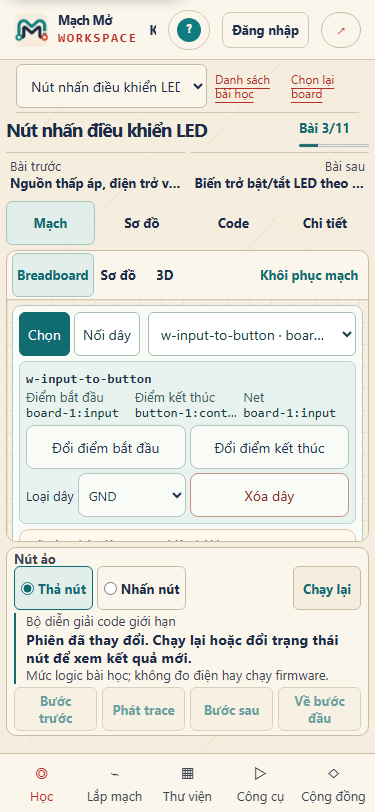 Mạch Mở
WORKSPACE
K
?
Đăng nhập
Nút nhấn điều khiển LED
Danh sách
bài học
Chọn lại
board
Nút nhấn điều khiển LED
Bài 3/11
Bài trước
Nguồn thấp áp, điện trở v...
Bài sau
Biến trở bật/tắt LED theo ...
Mạch
Sơ đồ
Code
Chi tiết
Breadboard
Sơ đồ
3D
Khôi phục mạch
Chọn
Nối dây
w-input-to-button · boar...
w-input-to-button
Điểm bắt đầu
board-1:input
Điểm kết thúc
button-1:cont...
Net
board-1:input
Đổi điểm bắt đầu
Đổi điểm kết thúc
Loại dây
GND
Xóa dây
Nút ảo
Thả nút
Nhấn nút
Chạy lại
Bộ diễn giải code giới hạn
Phiên đã thay đổi. Chạy lại hoặc đổi trạng thái
nút để xem kết quả mới.
Mức logic bài học; không đo điện hay chạy firmware.
Bước
trước
Phát trace
Bước sau
Về bước
đầu
Học
Lắp mạch
Thư viện
Công cụ
Cộng đồng